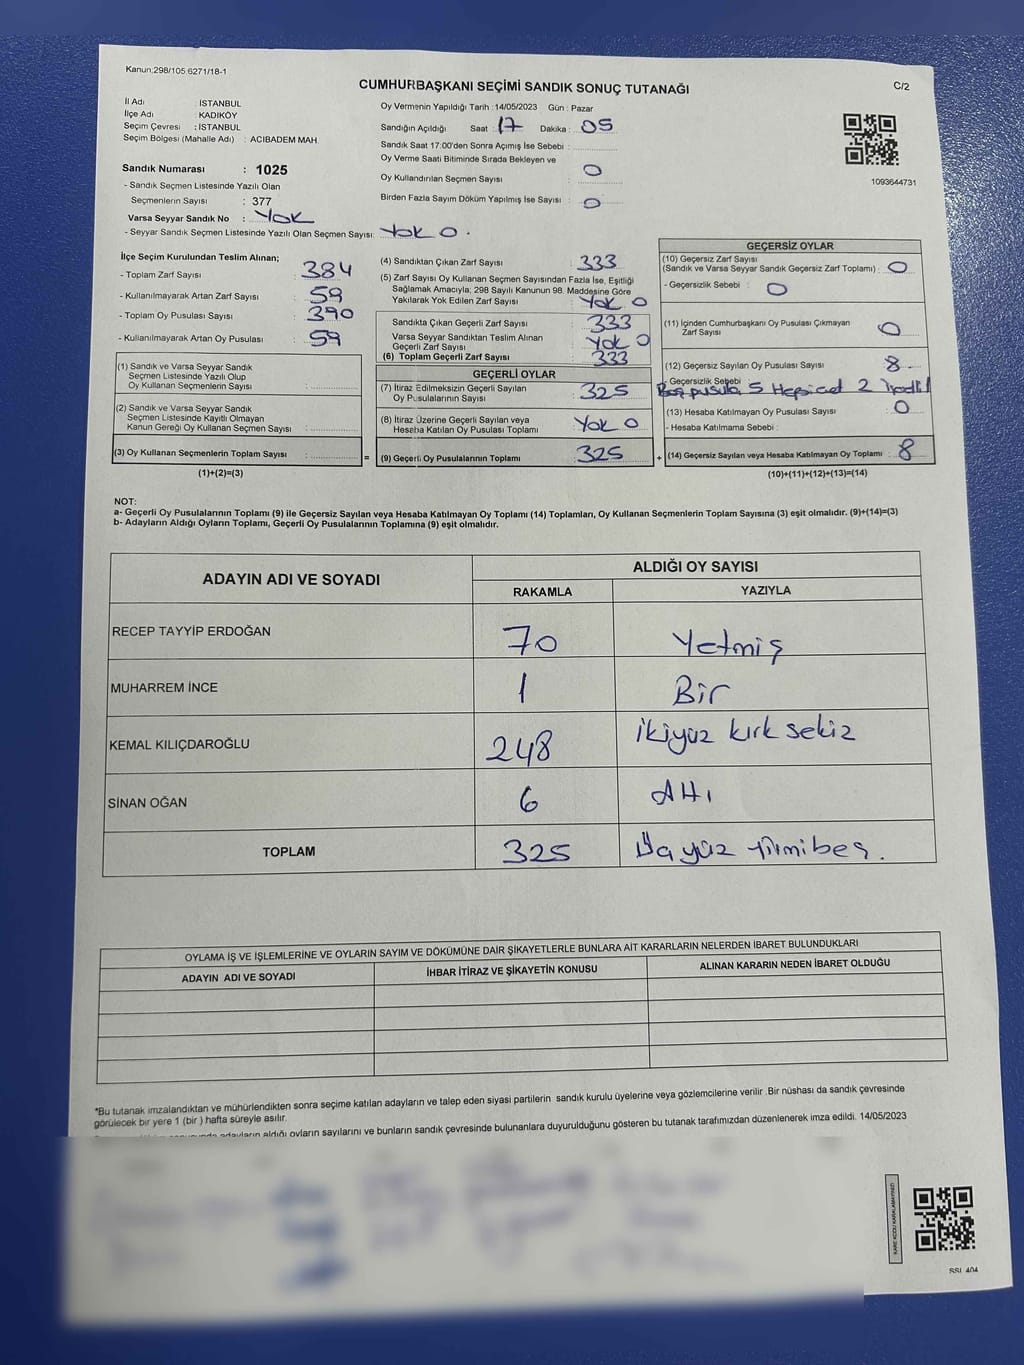 Kanun:298/105.6271/18-1
CUMHURBAŞKANI SEÇİMİ SANDIK SONUÇ TUTANAĞI
C/2
İl Adı : İSTANBUL
İlçe Adı : KADIKÖY
Seçim Çevresi : İSTANBUL
Seçim Bölgesi (Mahalle Adı) : ACIBADEM MAH.
Sandık Numarası : 1025
- Sandık Seçmen Listesinde Yazılı Olan
Seçmenlerin Sayısı : 377
Varsa Seyyar Sandık No : Yok
- Seyyar Sandık Seçmen Listesinde Yazılı Olan Seçmen Sayısı: Yok 0.
Oy Vermenin Yapıldığı Tarih :14/05/2023 Gün : Pazar
Sandığın Açıldığı Saat : 17 Dakika : 05
Sandık Saat 17:00'den Sonra Açımış İse Sebebi :
Oy Verme Saati Bitiminde Sırada Bekleyen ve
Oy Kullandırılan Seçmen Sayısı : 0
Birden Fazla Sayım Döküm Yapılmış İse Sayısı : 0
1093644731
İlçe Seçim Kurulundan Teslim Alınan;
- Toplam Zarf Sayısı : 384
- Kullanılmayarak Artan Zarf Sayısı : 59
- Toplam Oy Pusulası Sayısı : 390
- Kullanılmayarak Artan Oy Pusulası : 59
(1) Sandık ve Varsa Seyyar Sandık
Seçmen Listesinde Yazılı Olup
Oy Kullanan Seçmenlerin Sayısı :
(2) Sandık ve Varsa Seyyar Sandık
Seçmen Listesinde Kayıtlı Olmayan
Kanun Gereği Oy Kullanan Seçmen Sayısı :
(3) Oy Kullanan Seçmenlerin Toplam Sayısı :
(1)+(2)=(3)
(4) Sandıktan Çıkan Zarf Sayısı : 333
(5) Zarf Sayısı Oy Kullanan Seçmen Sayısından Fazla İse, Eşitliği
Sağlamak Amacıyla; 298 Sayılı Kanunun 98. Maddesine Göre
Yakılarak Yok Edilen Zarf Sayısı : Yok 0
Sandıkta Çıkan Geçerli Zarf Sayısı : 333
Varsa Seyyar Sandıktan Teslim Alınan
Geçerli Zarf Sayısı : Yok 0
(6) Toplam Geçerli Zarf Sayısı : 333
GEÇERLİ OYLAR
(7) İtiraz Edilmeksizin Geçerli Sayılan
Oy Pusulalarının Sayısı : 325
(8) İtiraz Üzerine Geçerli Sayılan veya
Heseba Katılan Oy Pusulası Toplamı : Yok 0
= (9) Geçerli Oy Pusulalarının Toplamı : 325
GEÇERSİZ OYLAR
(10) Geçersiz Zarf Sayısı
(Sandık ve Varsa Seyyar Sandık Geçersiz Zarf Toplamı) : 0
- Geçersizlik Sebebi : 0
(11) İçinden Cumhurbaşkanı Oy Pusulası Çıkmayan
Zarf Sayısı : 0
(12) Geçersiz Sayılan Oy Pusulası Sayısı : 8.
- Geçersizlik Sebebi
Boş pusula 5 2
(13) Hesaba Katılmayan Oy Pusulası Sayısı : 0
- Hesaba Katılmama Sebebi :
+ (14) Geçersiz Sayılan veya Hesaba Katılmayan Oy Toplamı : 8
(10)+(11)+(12)+(13)=(14)
NOT:
a- Geçerli Oy Pusulalarının Toplamı (9) ile Geçersiz Sayılan veya Hesaba Katılmayan Oy Toplamı (14) Toplamları, Oy Kullanan Seçmenlerin Toplam Sayısına (3) eşit olmalıdır. (9)+(14)=(3)
b- Adayların Aldığı Oyların Toplamı, Geçerli Oy Pusulalarının Toplamına (9) eşit olmalıdır.
ADAYIN ADI VE SOYADI
ALDIĞI OY SAYISI
RAKAMLA YAZIYLA
RECEP TAYYİP ERDOĞAN 70 Yetmiş
MUHARREM İNCE 1 Bir
KEMAL KILIÇDAROĞLU 248 ikiyüz kırk sekiz
SİNAN OĞAN 6 Altı
TOPLAM 325 Üçyüz yirmibeş.
OYLAMA İŞ VE İŞLEMLERİNE VE OYLARIN SAYIM VE DÖKÜMÜNE DAİR ŞİKAYETLERLE BUNLARA AİT KARARLARIN NELERDEN İBARET BULUNDUKLARI
ADAYIN ADI VE SOYADI İHBAR İTİRAZ VE ŞİKAYETİN KONUSU ALINAN KARARIN NEDEN İBARET OLDUĞU
*Bu tutanak imzalandıktan ve mühürlendikten sonra seçime katılan adayların ve talep eden siyasi partilerin sandık kurulu üyelerine veya gözlemcilerine verilir .Bir nüshası da sandık çevresinde
görülecek bir yere 1 (bir ) hafta süreyle asılır.
adayların aldığı oyların sayılarını ve bunların sandık çevresinde bulunanlara duyurulduğunu gösteren bu tutanak tarafımızdan düzenlenerek imza edildi. 14/05/2023
KARE KODU KARALAMAYINIZ!
SSI_404